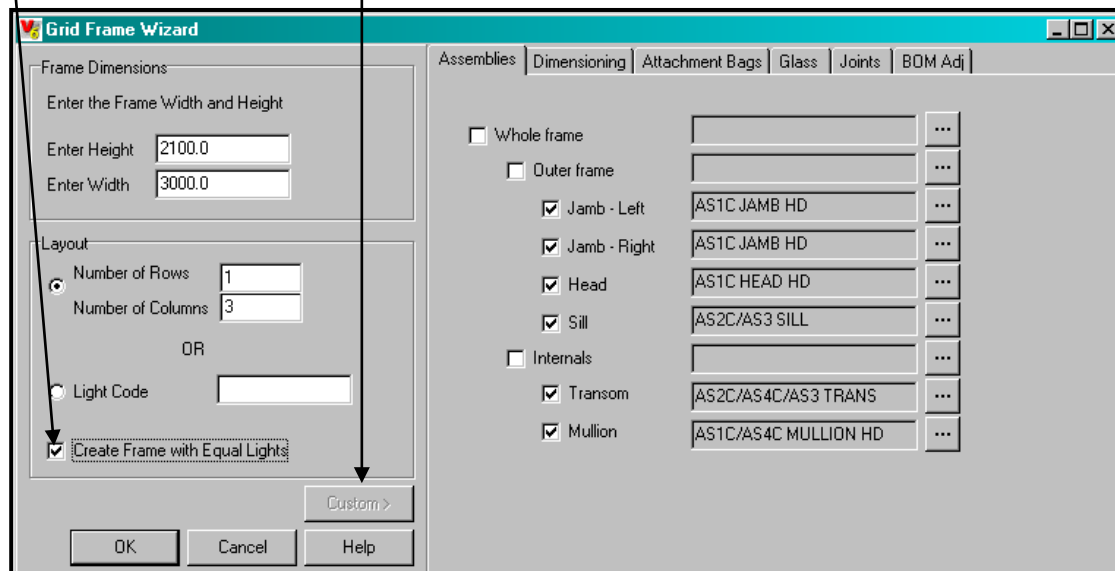 Grid Frame Wizard
Frame Dimensions
Enter the Frame Width and Height
Enter Height 2100.0
Enter Width 3000.0
Layout
Number of Rows 1
Number of Columns 3
OR
Light Code
Create Frame with Equal Lights
Custom >
OK Cancel Help
Assemblies Dimensioning Attachment Bags Glass Joints BOM Adj
Whole frame ...
Outer frame ...
Jamb - Left AS1C JAMB HD ...
Jamb - Right AS1C JAMB HD ...
Head AS1C HEAD HD ...
Sill AS2C/AS3 SILL ...
Internals ...
Transom AS2C/AS4C/AS3 TRANS ...
Mullion AS1C/AS4C MULLION HD ...